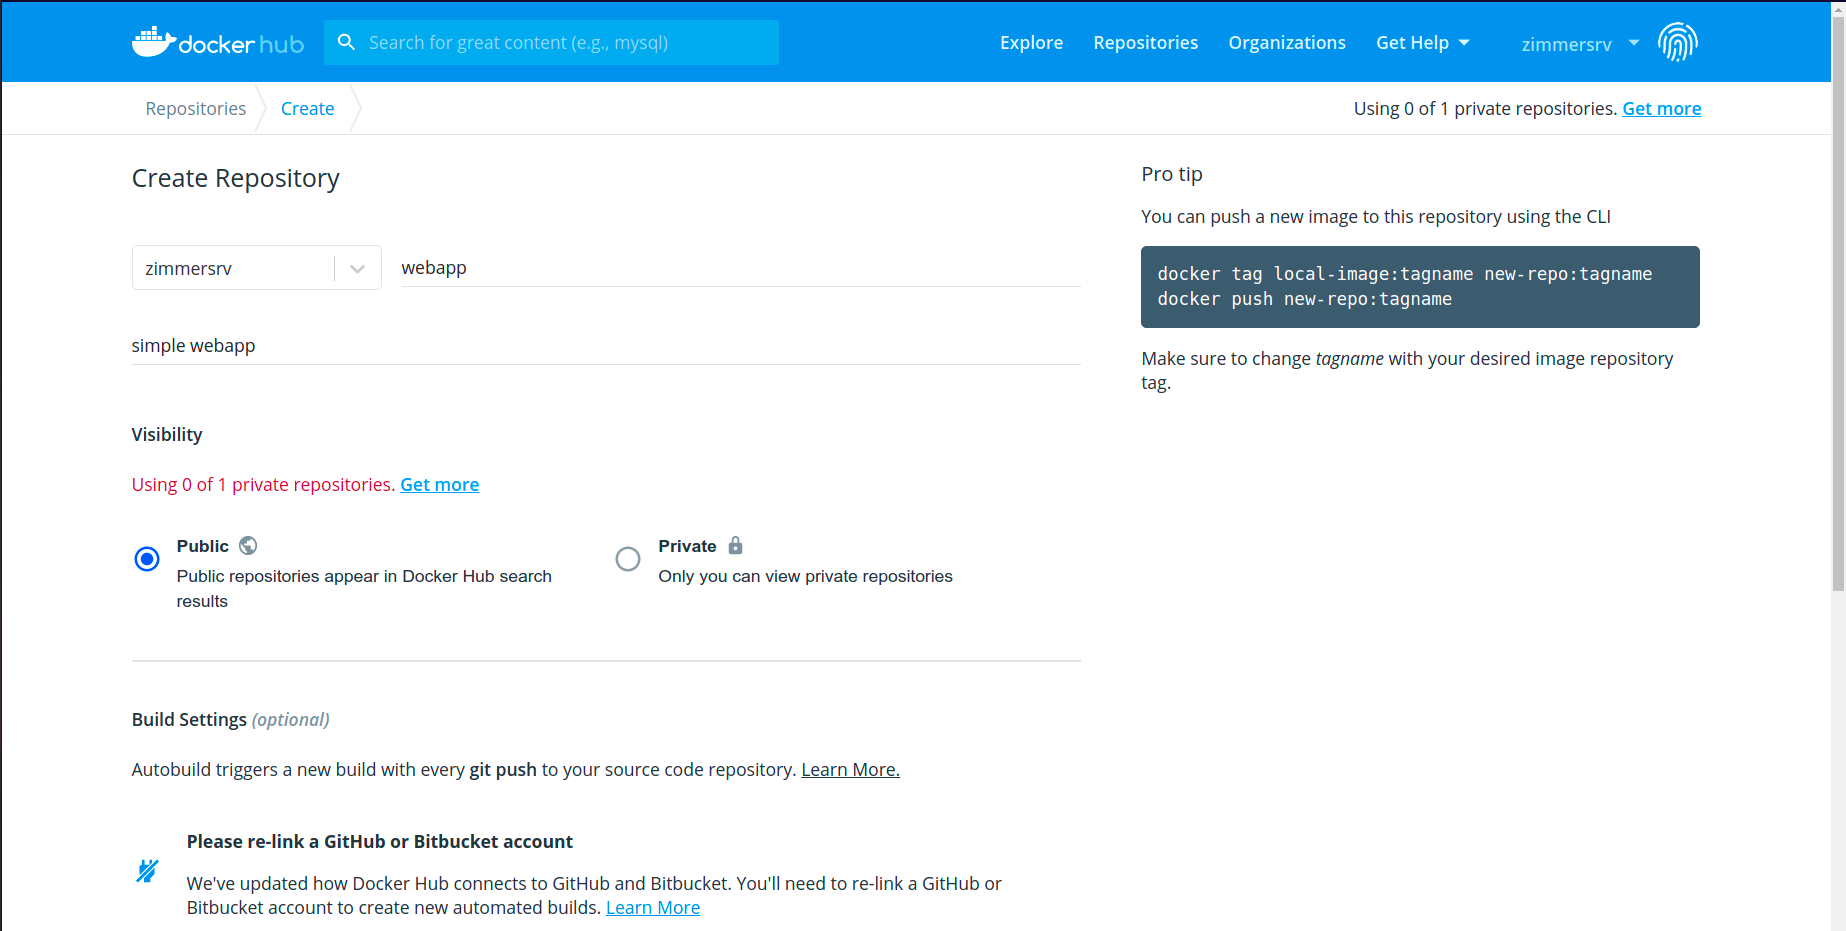 docker hub
Search for great content (e.g., mysql)
Explore
Repositories
Organizations
Get Help
zimmersrv
Repositories
Create
Using 0 of 1 private repositories. Get more
Create Repository
zimmersrv
webapp
simple webapp
Visibility
Using 0 of 1 private repositories. Get more
Public
Public repositories appear in Docker Hub search
results
Private
Only you can view private repositories
Build Settings (optional)
Autobuild triggers a new build with every git push to your source code repository. Learn More.
Please re-link a GitHub or Bitbucket account
We've updated how Docker Hub connects to GitHub and Bitbucket. You'll need to re-link a GitHub or
Bitbucket account to create new automated builds. Learn More
Pro tip
You can push a new image to this repository using the CLI
docker tag local-image:tagname new-repo:tagname
docker push new-repo:tagname
Make sure to change tagname with your desired image repository
tag.